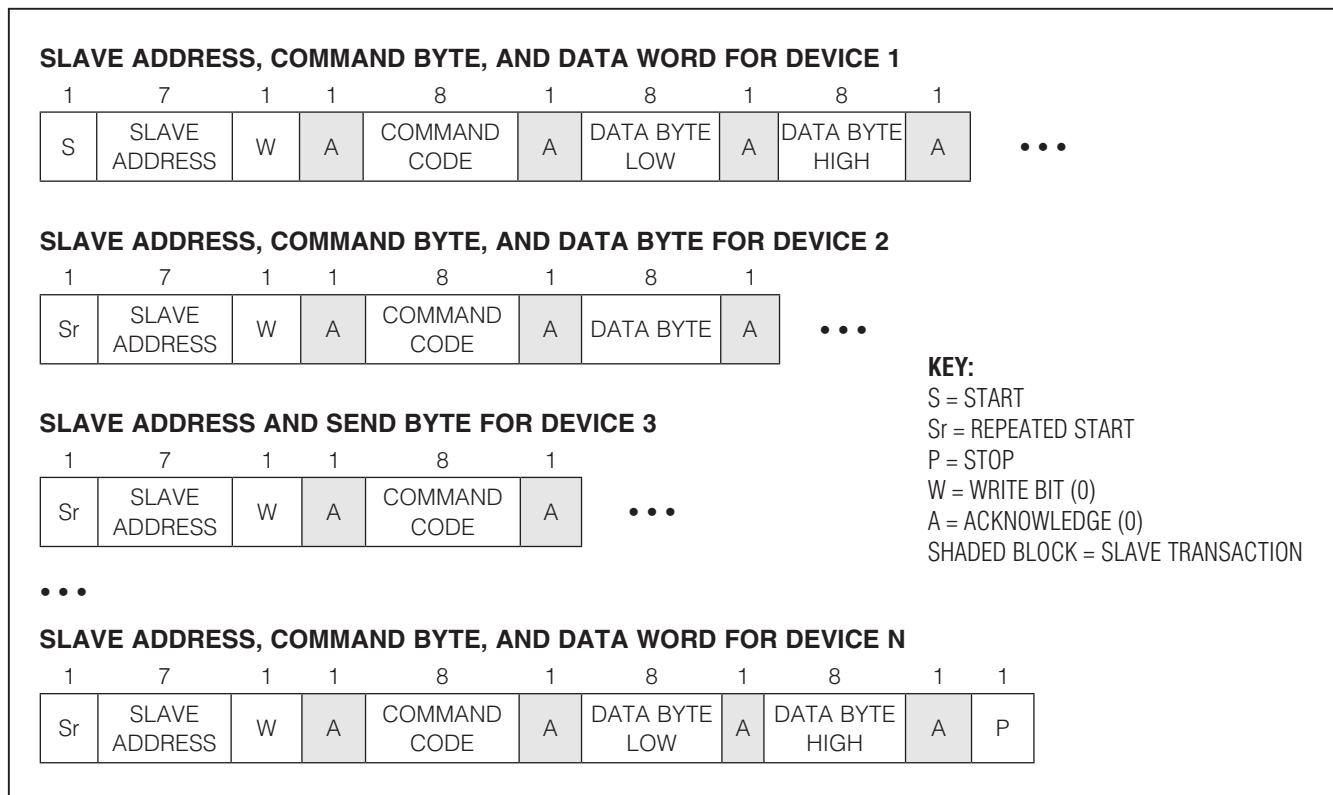 SLAVE ADDRESS, COMMAND BYTE, AND DATA WORD FOR DEVICE 1
1 7 1 1 8 1 8 1 8 1
S SLAVE ADDRESS W A COMMAND CODE A DATA BYTE LOW A DATA BYTE HIGH A •••
SLAVE ADDRESS, COMMAND BYTE, AND DATA BYTE FOR DEVICE 2
1 7 1 1 8 1 8 1
Sr SLAVE ADDRESS W A COMMAND CODE A DATA BYTE A •••
SLAVE ADDRESS AND SEND BYTE FOR DEVICE 3
1 7 1 1 8 1
Sr SLAVE ADDRESS W A COMMAND CODE A •••
•••
SLAVE ADDRESS, COMMAND BYTE, AND DATA WORD FOR DEVICE N
1 7 1 1 8 1 8 1 8 1 1
Sr SLAVE ADDRESS W A COMMAND CODE A DATA BYTE LOW A DATA BYTE HIGH A P
KEY:
S = START
Sr = REPEATED START
P = STOP
W = WRITE BIT (0)
A = ACKNOWLEDGE (0)
SHADED BLOCK = SLAVE TRANSACTION